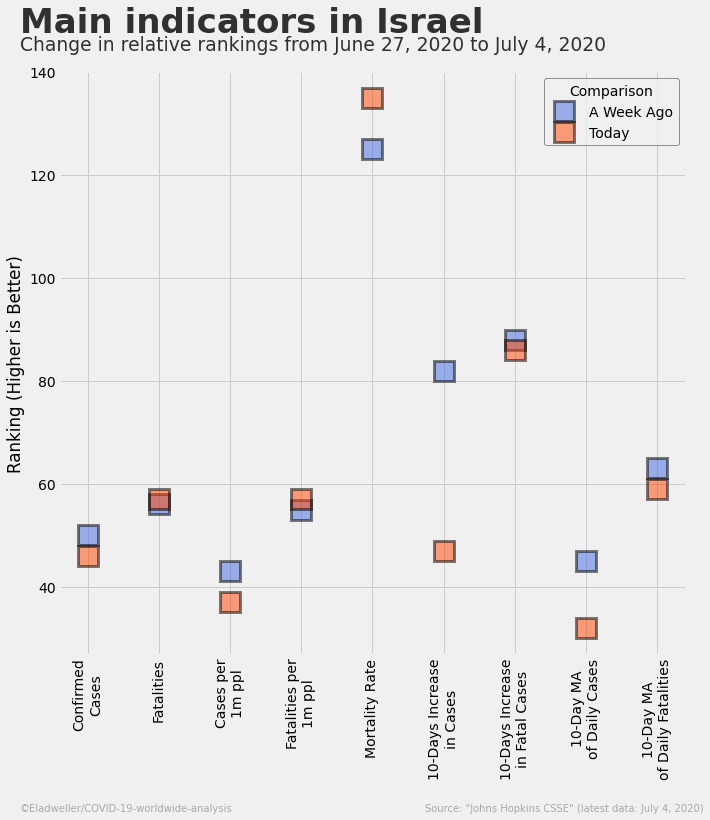 Main indicators in Israel
Change in relative rankings from June 27, 2020 to July 4, 2020
Comparison
A Week Ago
Today
Ranking (Higher is Better)
140
120
100
80
60
40
Confirmed
Cases
Fatalities
Cases per
1m ppl
Fatalities per
1m ppl
Mortality Rate
10-Days Increase
in Cases
10-Days Increase
in Fatal Cases
10-Day MA
of Daily Cases
10-Day MA
of Daily Fatalities
©Eladweller/COVID-19-worldwide-analysis
Source: "Johns Hopkins CSSE" (latest data: July 4, 2020)